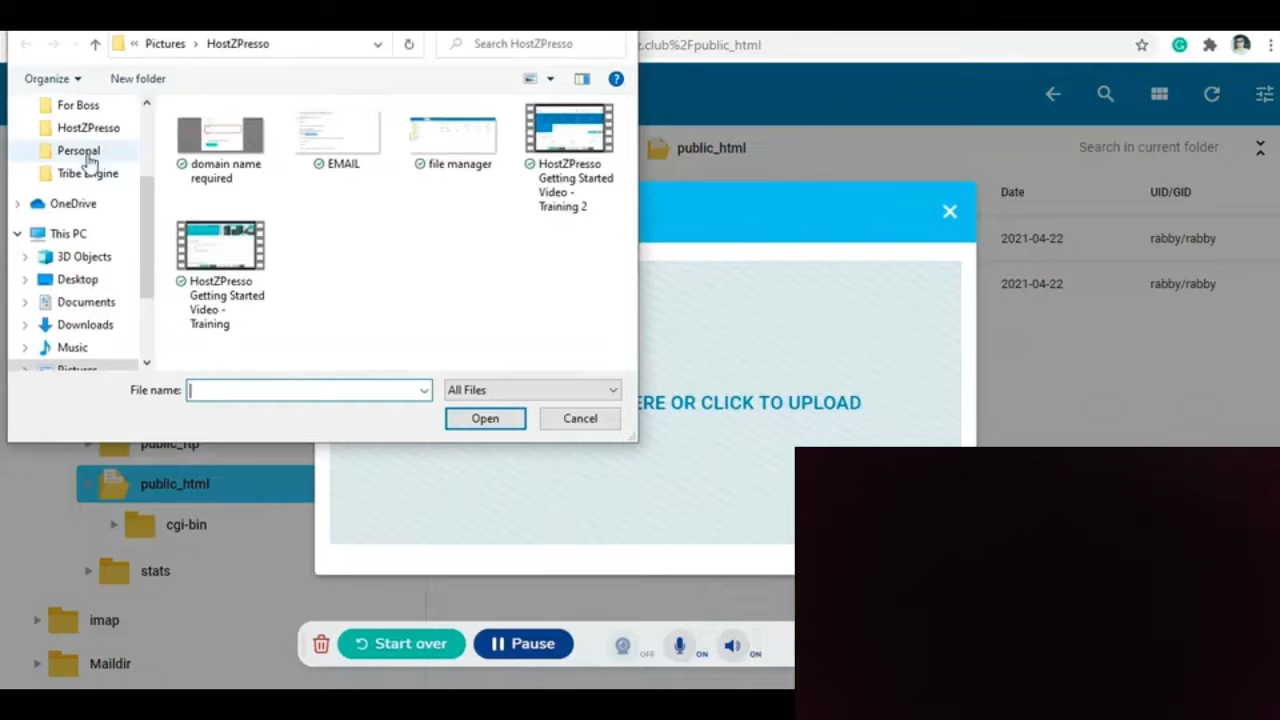 Pictures HostZPresso
Search HostZPresso
z.club%2Fpublic_html
Organize
New folder
For Boss
HostZPresso
Personal
Tribe Engine
OneDrive
This PC
3D Objects
Desktop
Documents
Downloads
Music
Pictures
domain name
required
EMAIL
file manager
HostZPresso
Getting Started
Video -
Training 2
HostZPresso
Getting Started
Video -
Training
File name:
All Files
Open
Cancel
public_html
Search in current folder
Date
UID/GID
2021-04-22
rabby/rabby
2021-04-22
rabby/rabby
ERE OR CLICK TO UPLOAD
public_ftp
public_html
cgi-bin
stats
imap
Maildir
Start over
Pause
OFF
ON
ON